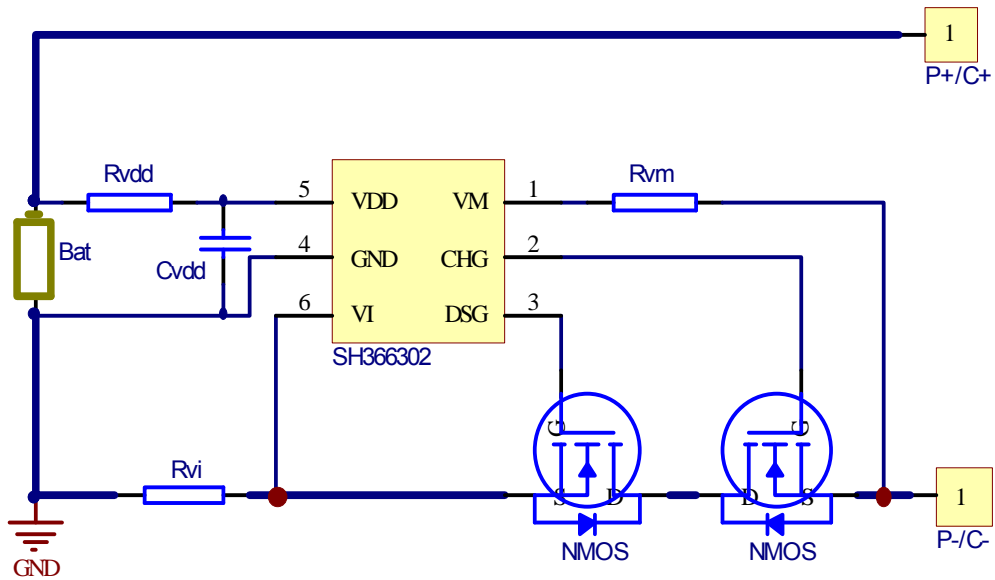 1
P+/C+
Rvdd
5
VDD
VM
1
Rvm
Bat
Cvdd
4
GND
CHG
2
6
VI
DSG
3
SH366302
G
G
Rvi
S
D
D
S
1
NMOS
NMOS
P-/C-
GND